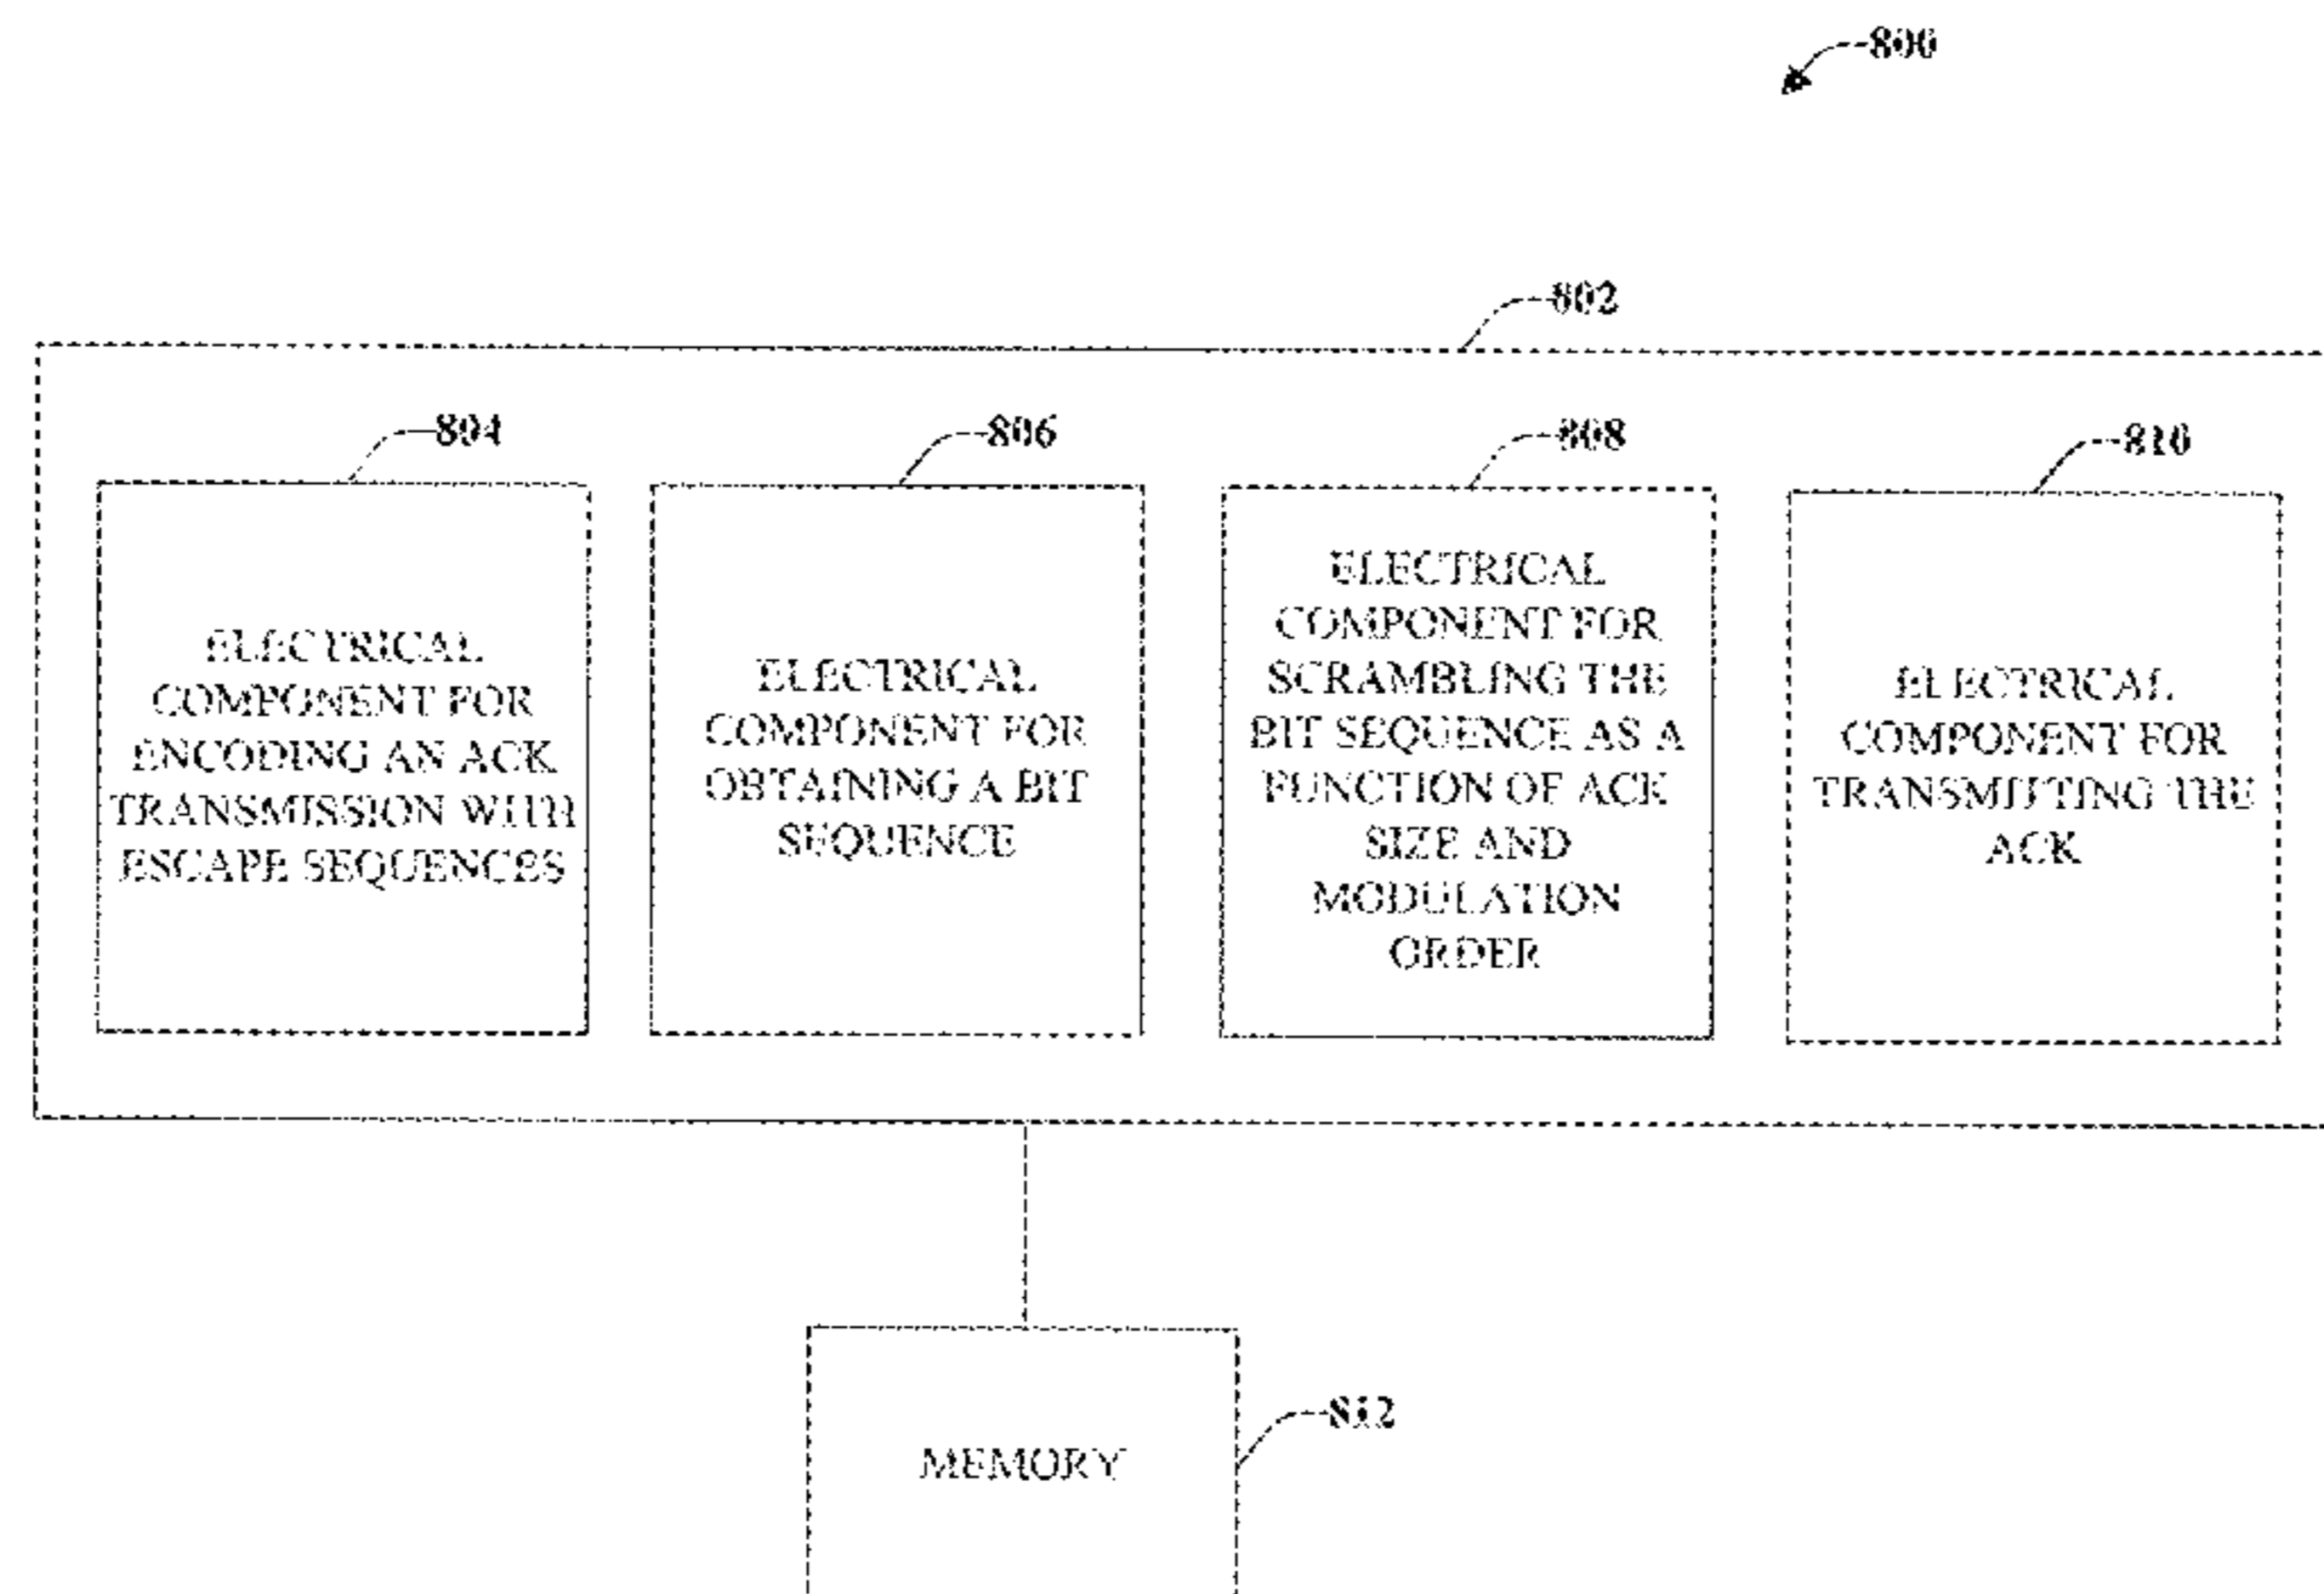 800
802
804
806
808
810
ELECTRICAL
COMPONENT FOR
ENCODING AN ACK
TRANSMISSION WITH
ESCAPE SEQUENCES
ELECTRICAL
COMPONENT FOR
OBTAINING A BIT
SEQUENCE
ELECTRICAL
COMPONENT FOR
SCRAMBLING THE
BIT SEQUENCE AS A
FUNCTION OF ACK
SIZE AND
MODULATION
ORDER
ELECTRICAL
COMPONENT FOR
TRANSMITTING THE
ACK
812
MEMORY